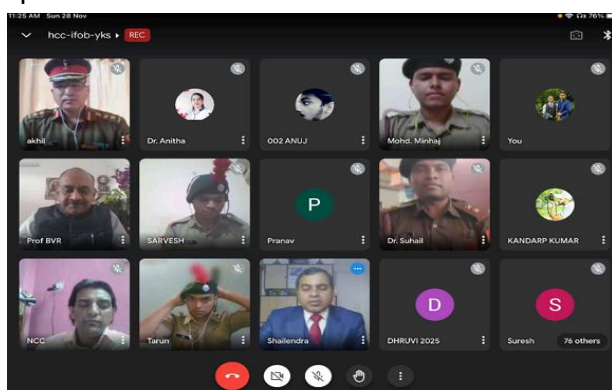 11:25 AM Sun 28 Nov
76%
hcc-ifob-yks REC
akhil
Dr. Anitha
002 ANUJ
Mohd. Minhaj
You
Prof BVR
SARVESH
P
Pranav
Dr. Suhail
KANDARP KUMAR
NCC
Tarun
Shailendra
D
DHRUVI 2025
S
Suresh
76 others